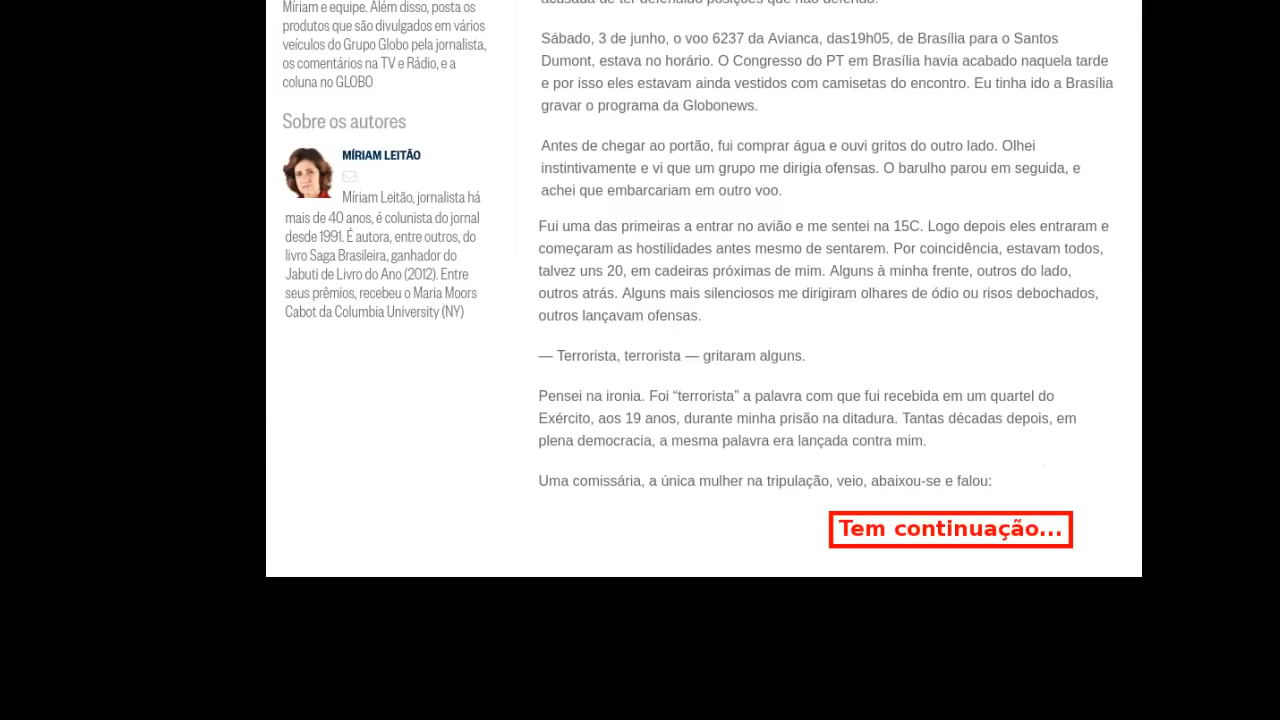 Míriam e equipe. Além disso, posta os
produtos que são divulgados em vários
veículos do Grupo Globo pela jornalista,
os comentários na TV e Rádio, e a
coluna no GLOBO
Sobre os autores
MÍRIAM LEITÃO
Míriam Leitão, jornalista há
mais de 40 anos, é colunista do jornal
desde 1991. É autora, entre outros, do
livro Saga Brasileira, ganhador do
Jabuti de Livro do Ano (2012). Entre
seus prêmios, recebeu o Maria Moors
Cabot da Columbia University (NY)
acusada de ter defendido posições que não defendo.
Sábado, 3 de junho, o voo 6237 da Avianca, das19h05, de Brasília para o Santos
Dumont, estava no horário. O Congresso do PT em Brasília havia acabado naquela tarde
e por isso eles estavam ainda vestidos com camisetas do encontro. Eu tinha ido a Brasília
gravar o programa da Globonews.
Antes de chegar ao portão, fui comprar água e ouvi gritos do outro lado. Olhei
instintivamente e vi que um grupo me dirigia ofensas. O barulho parou em seguida, e
achei que embarcariam em outro voo.
Fui uma das primeiras a entrar no avião e me sentei na 15C. Logo depois eles entraram e
começaram as hostilidades antes mesmo de sentarem. Por coincidência, estavam todos,
talvez uns 20, em cadeiras próximas de mim. Alguns à minha frente, outros do lado,
outros atrás. Alguns mais silenciosos me dirigiram olhares de ódio ou risos debochados,
outros lançavam ofensas.
— Terrorista, terrorista — gritaram alguns.
Pensei na ironia. Foi “terrorista” a palavra com que fui recebida em um quartel do
Exército, aos 19 anos, durante minha prisão na ditadura. Tantas décadas depois, em
plena democracia, a mesma palavra era lançada contra mim.
Uma comissária, a única mulher na tripulação, veio, abaixou-se e falou:
Tem continuação...